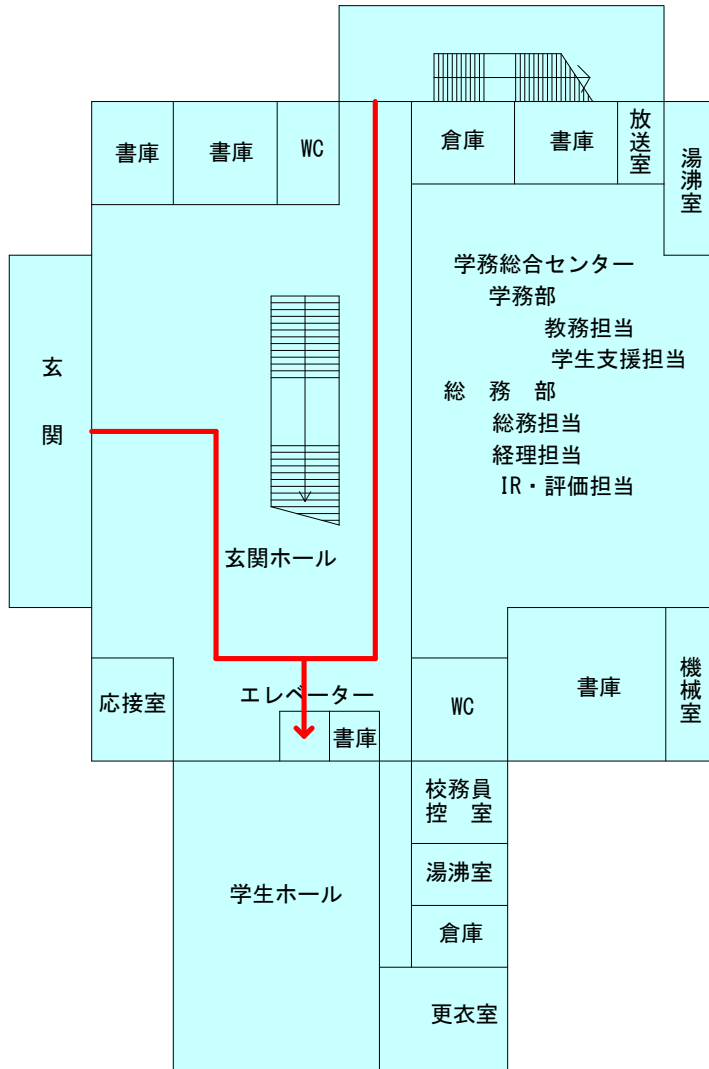 書庫
書庫
WC
倉庫
書庫
放送室
湯沸室
学務総合センター
学務部
教務担当
学生支援担当
総　務　部
総務担当
経理担当
IR・評価担当
玄
関
玄関ホール
応接室
エレベーター
書庫
WC
書庫
機械室
校務員
控　室
湯沸室
倉庫
学生ホール
更衣室